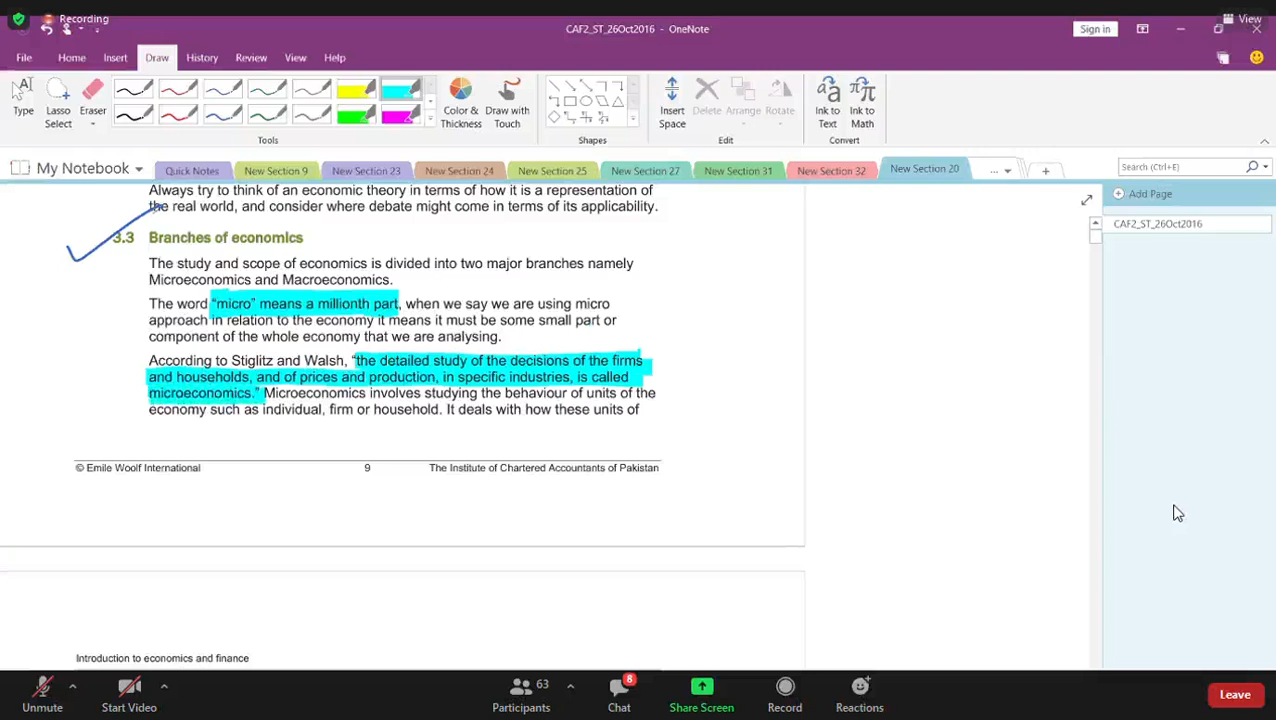 Recording
View
CAF2_ST_26Oct2016 - OneNote
Sign in
File Home Insert Draw History Review View Help
Type
Lasso Select
Eraser
Color & Thickness
Draw with Touch
Insert Space
Delete
Arrange
Rotate
Ink to Text
Ink to Math
Tools Shapes Edit Convert
My Notebook Quick Notes New Section 9 New Section 23 New Section 24 New Section 25 New Section 27 New Section 31 New Section 32 New Section 20 ... + Search (Ctrl+E)
Add Page
CAF2_ST_26Oct2016
Always try to think of an economic theory in terms of how it is a representation of
the real world, and consider where debate might come in terms of its applicability.
3.3 Branches of economics
The study and scope of economics is divided into two major branches namely
Microeconomics and Macroeconomics.
The word “micro” means a millionth part, when we say we are using micro
approach in relation to the economy it means it must be some small part or
component of the whole economy that we are analysing.
According to Stiglitz and Walsh, “the detailed study of the decisions of the firms
and households, and of prices and production, in specific industries, is called
microeconomics.” Microeconomics involves studying the behaviour of units of the
economy such as individual, firm or household. It deals with how these units of
© Emile Woolf International 9 The Institute of Chartered Accountants of Pakistan
Introduction to economics and finance
Unmute
Start Video
63
Participants
8
Chat
Share Screen
Record
Reactions
Leave